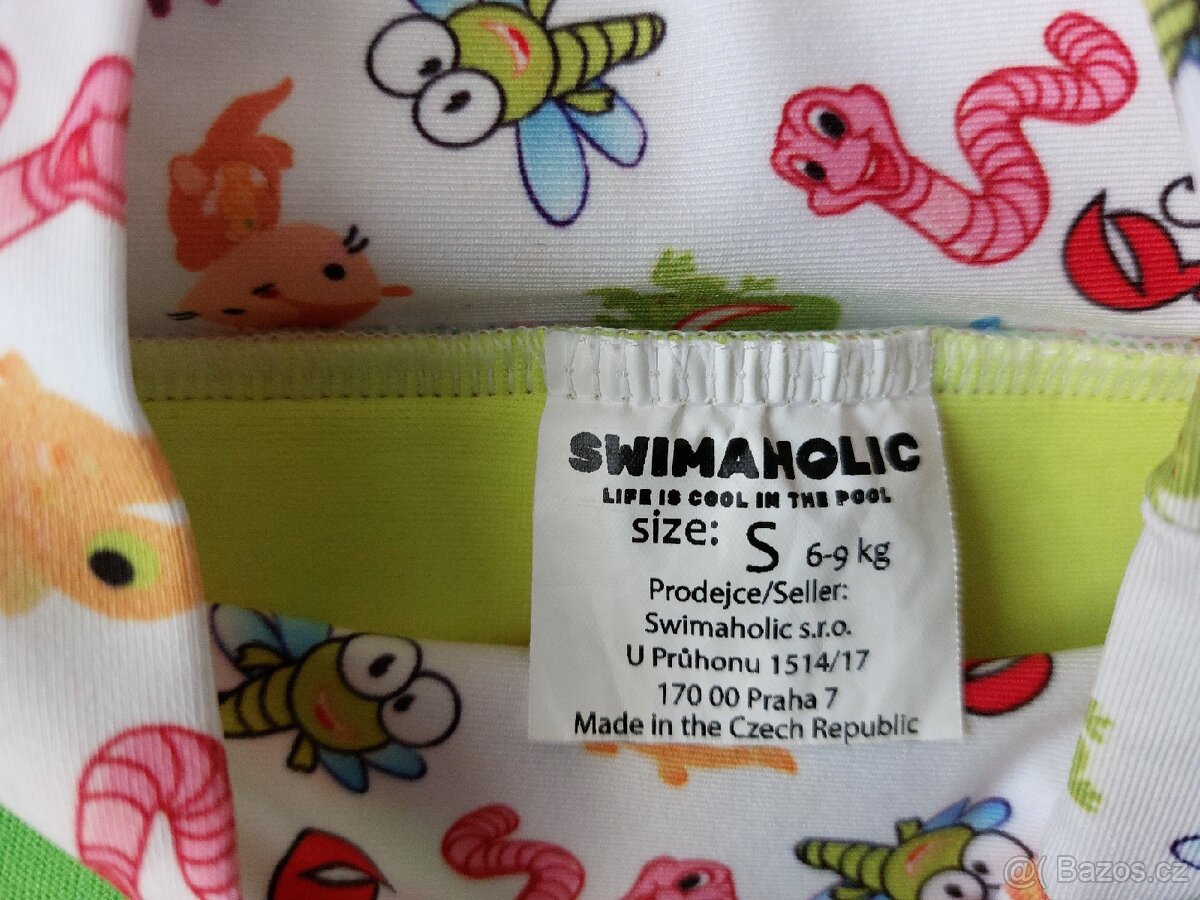 SWIMAHOLIC
LIFE IS COOL IN THE POOL
size: S 6-9 kg
Prodejce/Seller:
Swimaholic s.r.o.
U Průhonu 1514/17
170 00 Praha 7
Made in the Czech Republic
Bazos.cz